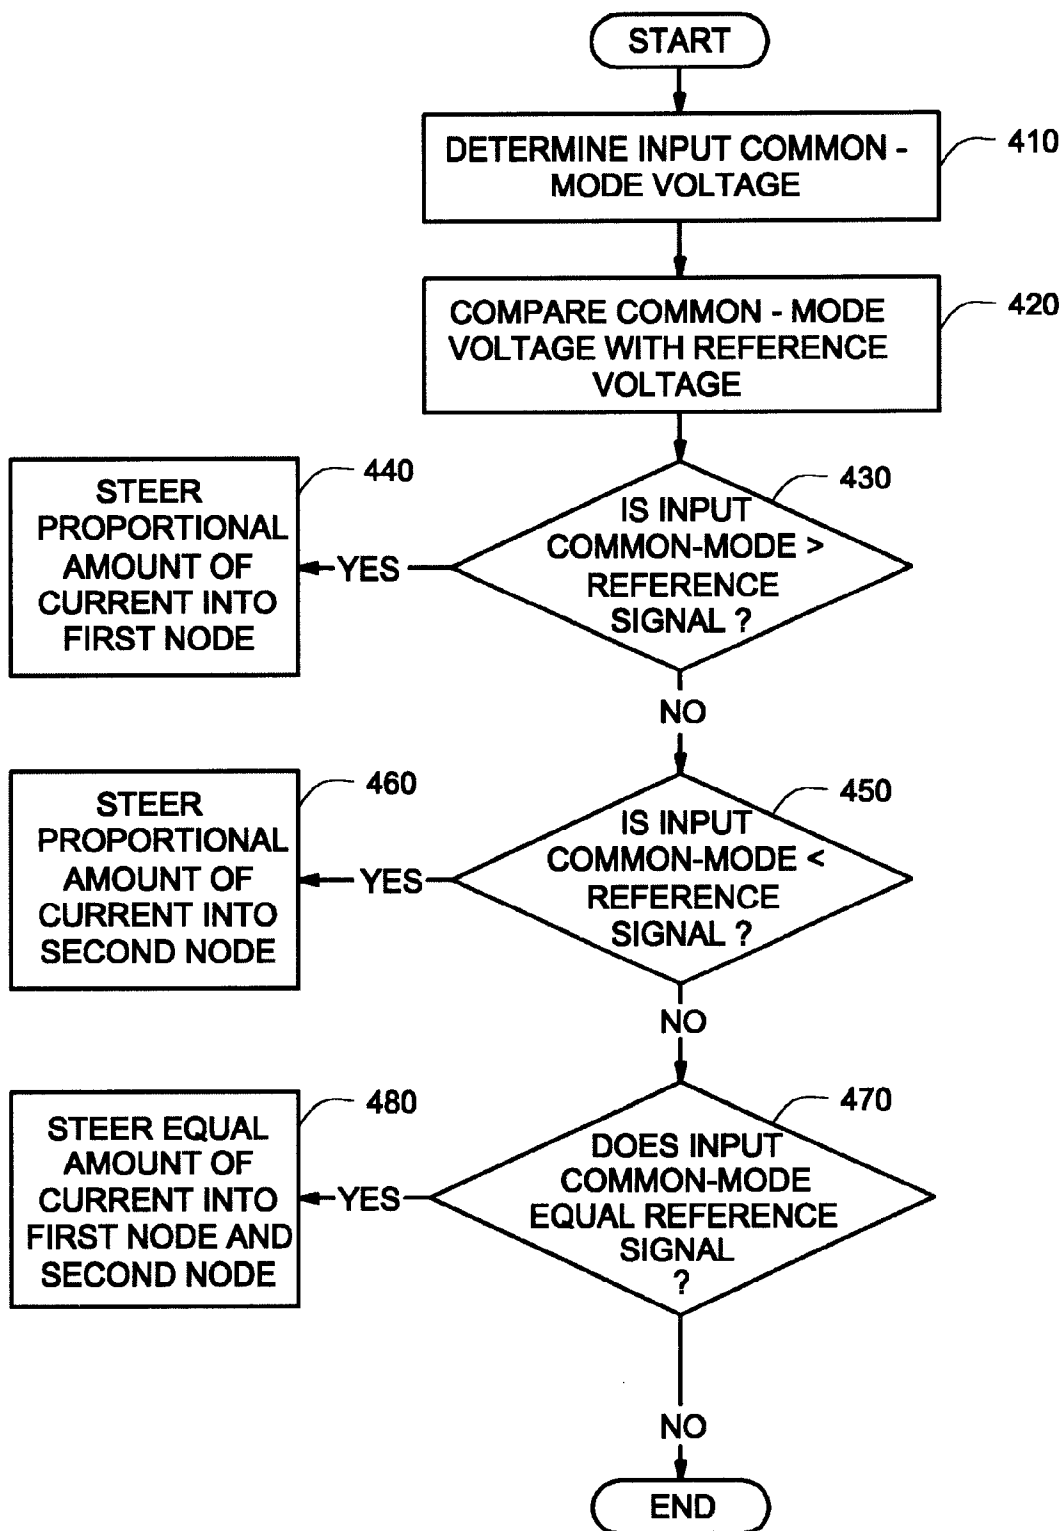 START
DETERMINE INPUT COMMON -
MODE VOLTAGE
410
COMPARE COMMON - MODE
VOLTAGE WITH REFERENCE
VOLTAGE
420
IS INPUT
COMMON-MODE >
REFERENCE
SIGNAL ?
430
YES
STEER
PROPORTIONAL
AMOUNT OF
CURRENT INTO
FIRST NODE
440
NO
IS INPUT
COMMON-MODE <
REFERENCE
SIGNAL ?
450
YES
STEER
PROPORTIONAL
AMOUNT OF
CURRENT INTO
SECOND NODE
460
NO
DOES INPUT
COMMON-MODE
EQUAL REFERENCE
SIGNAL
?
470
YES
STEER EQUAL
AMOUNT OF
CURRENT INTO
FIRST NODE AND
SECOND NODE
480
NO
END